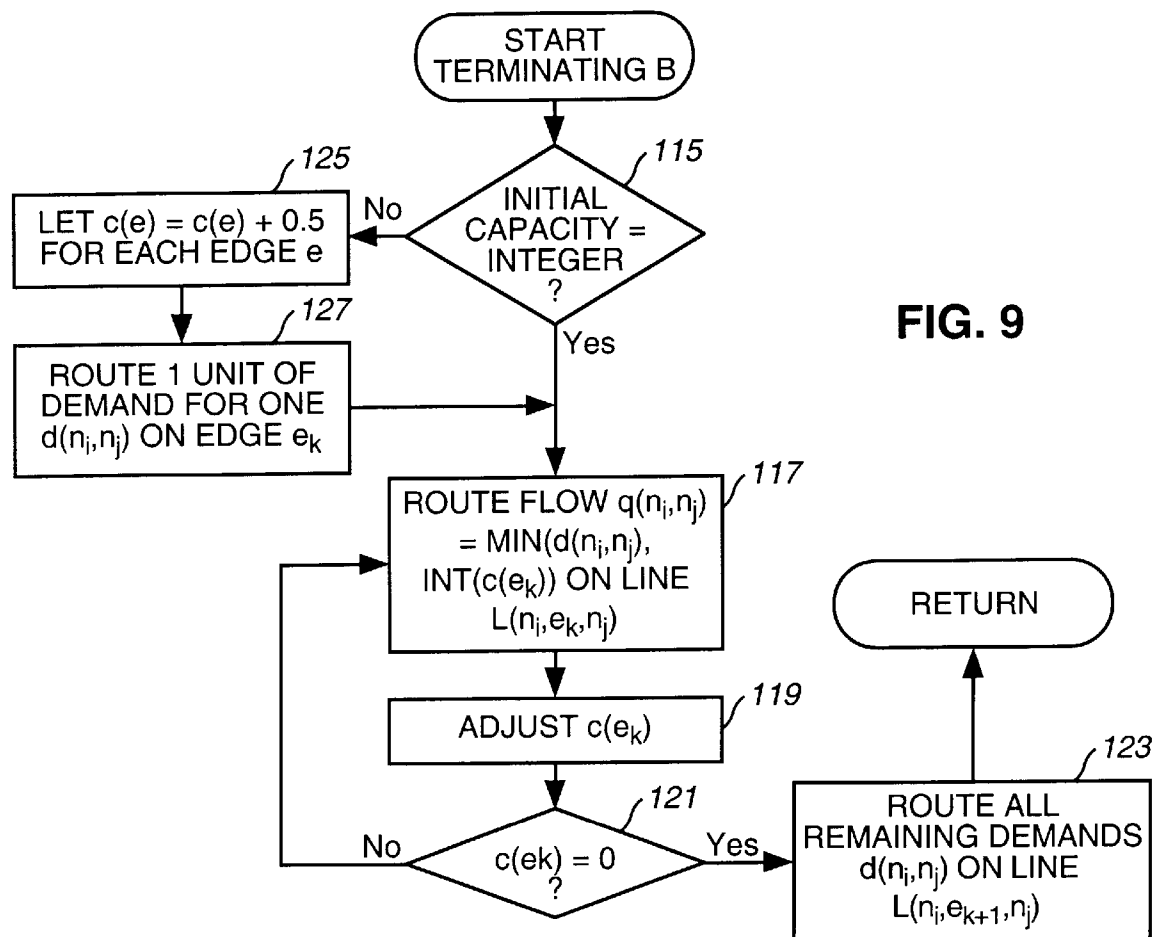 START
TERMINATING B
115
INITIAL
CAPACITY =
INTEGER
?
No
Yes
125
LET c(e) = c(e) + 0.5
FOR EACH EDGE e
127
ROUTE 1 UNIT OF
DEMAND FOR ONE
d(nᵢ,nⱼ) ON EDGE eₖ
FIG. 9
117
ROUTE FLOW q(nᵢ,nⱼ)
= MIN(d(nᵢ,nⱼ),
INT(c(eₖ)) ON LINE
L(nᵢ,eₖ,nⱼ)
119
ADJUST c(eₖ)
121
c(ek) = 0
?
No
Yes
123
ROUTE ALL
REMAINING DEMANDS
d(nᵢ,nⱼ) ON LINE
L(nᵢ,eₖ₊₁,nⱼ)
RETURN